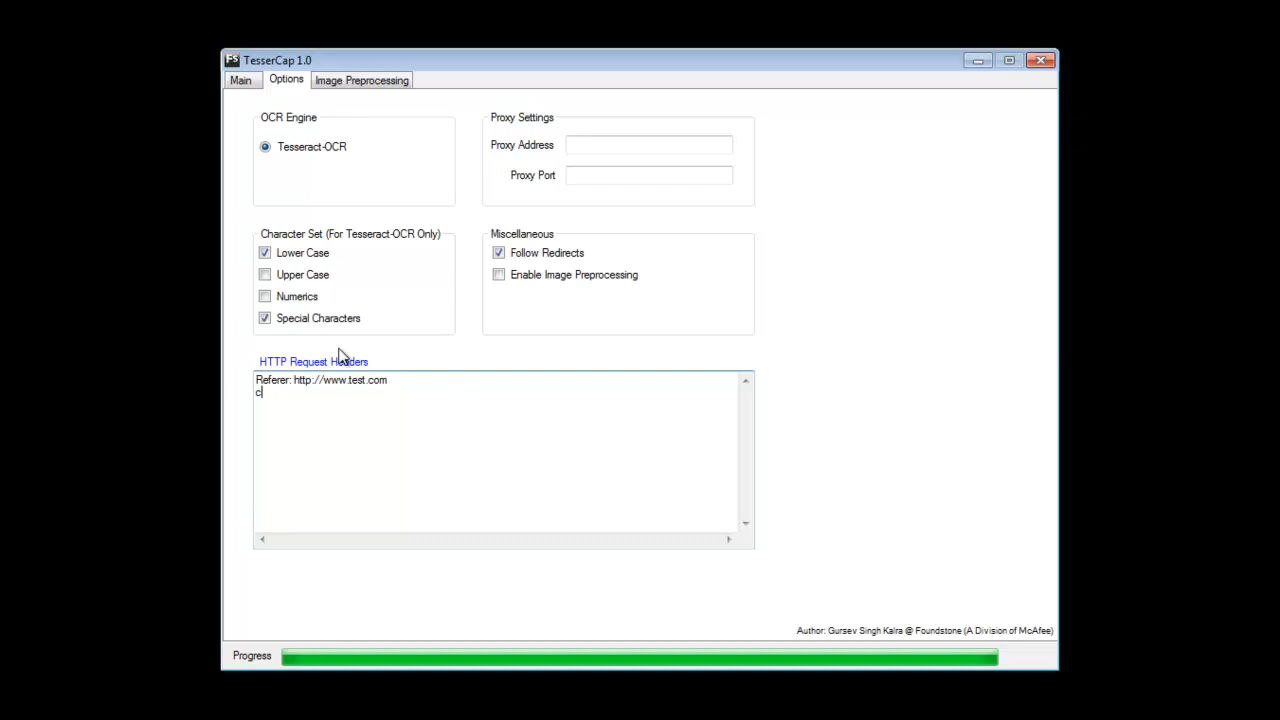 FS TesserCap 1.0
Main Options Image Preprocessing
OCR Engine
Tesseract-OCR
Proxy Settings
Proxy Address
Proxy Port
Character Set (For Tesseract-OCR Only)
Lower Case
Upper Case
Numerics
Special Characters
Miscellaneous
Follow Redirects
Enable Image Preprocessing
HTTP Request Headers
Referer: http://www.test.com
c
Author: Gursev Singh Kalra @ Foundstone (A Division of McAfee)
Progress